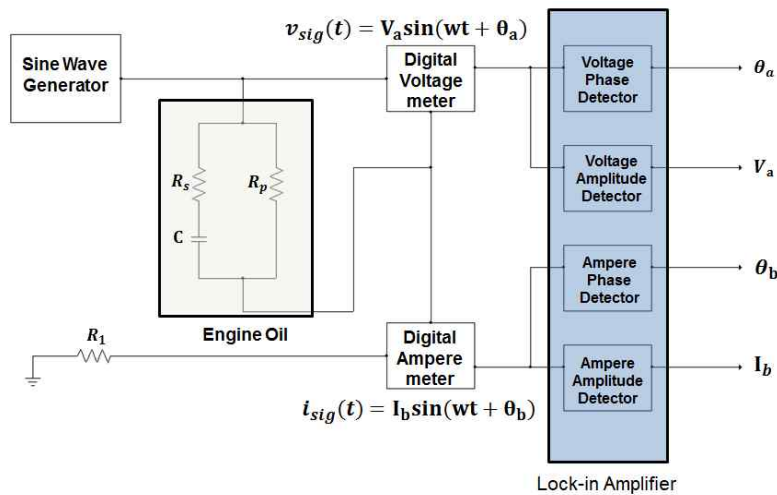 v_sig(t) = V_a sin(wt + θ_a)
Sine Wave
Generator
Digital
Voltage
meter
Voltage
Phase
Detector
θ_a
R_s
R_p
C
Voltage
Amplitude
Detector
V_a
Ampere
Phase
Detector
θ_b
Engine Oil
R_1
Digital
Ampere
meter
Ampere
Amplitude
Detector
I_b
i_sig(t) = I_b sin(wt + θ_b)
Lock-in Amplifier